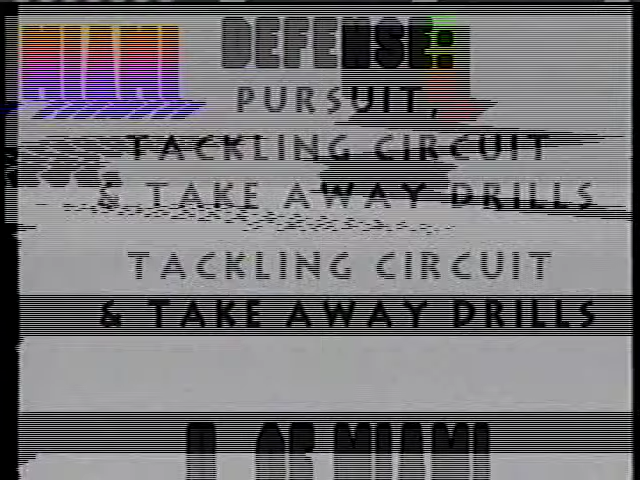 MIAMI
DEFENSE:
PURSUIT,
TACKLING CIRCUIT
& TAKE AWAY DRILLS
TACKLING CIRCUIT
& TAKE AWAY DRILLS
OF MIAMI